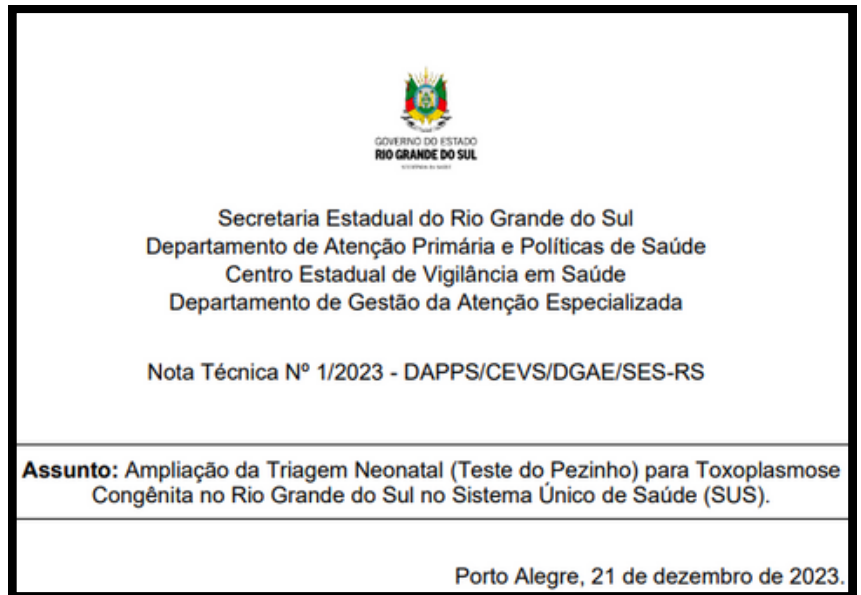 GOVERNO DO ESTADO
RIO GRANDE DO SUL
Secretaria Estadual do Rio Grande do Sul
Departamento de Atenção Primária e Políticas de Saúde
Centro Estadual de Vigilância em Saúde
Departamento de Gestão da Atenção Especializada
Nota Técnica Nº 1/2023 - DAPPS/CEVS/DGAE/SES-RS
Assunto: Ampliação da Triagem Neonatal (Teste do Pezinho) para Toxoplasmose
Congênita no Rio Grande do Sul no Sistema Único de Saúde (SUS).
Porto Alegre, 21 de dezembro de 2023.